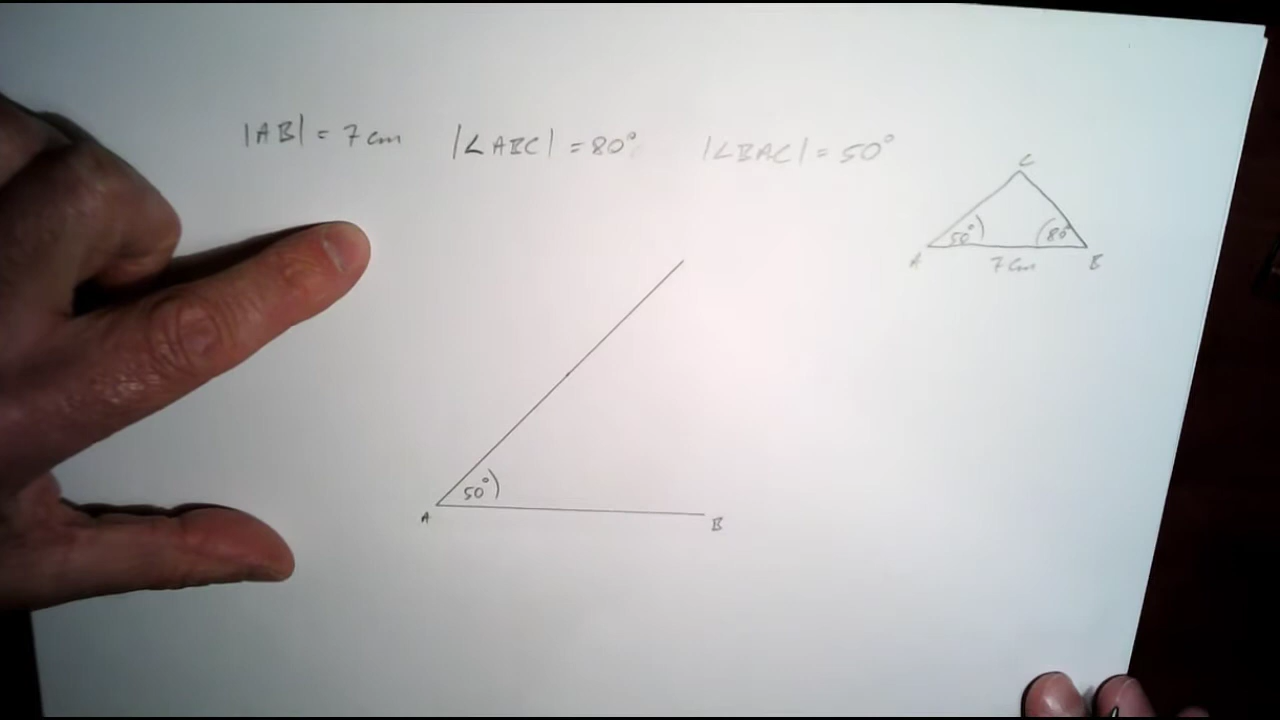 |AB| = 7cm |∠ABC| = 80° |∠BAC| = 50°
C
50° 80°
A 7cm B
50°
A B